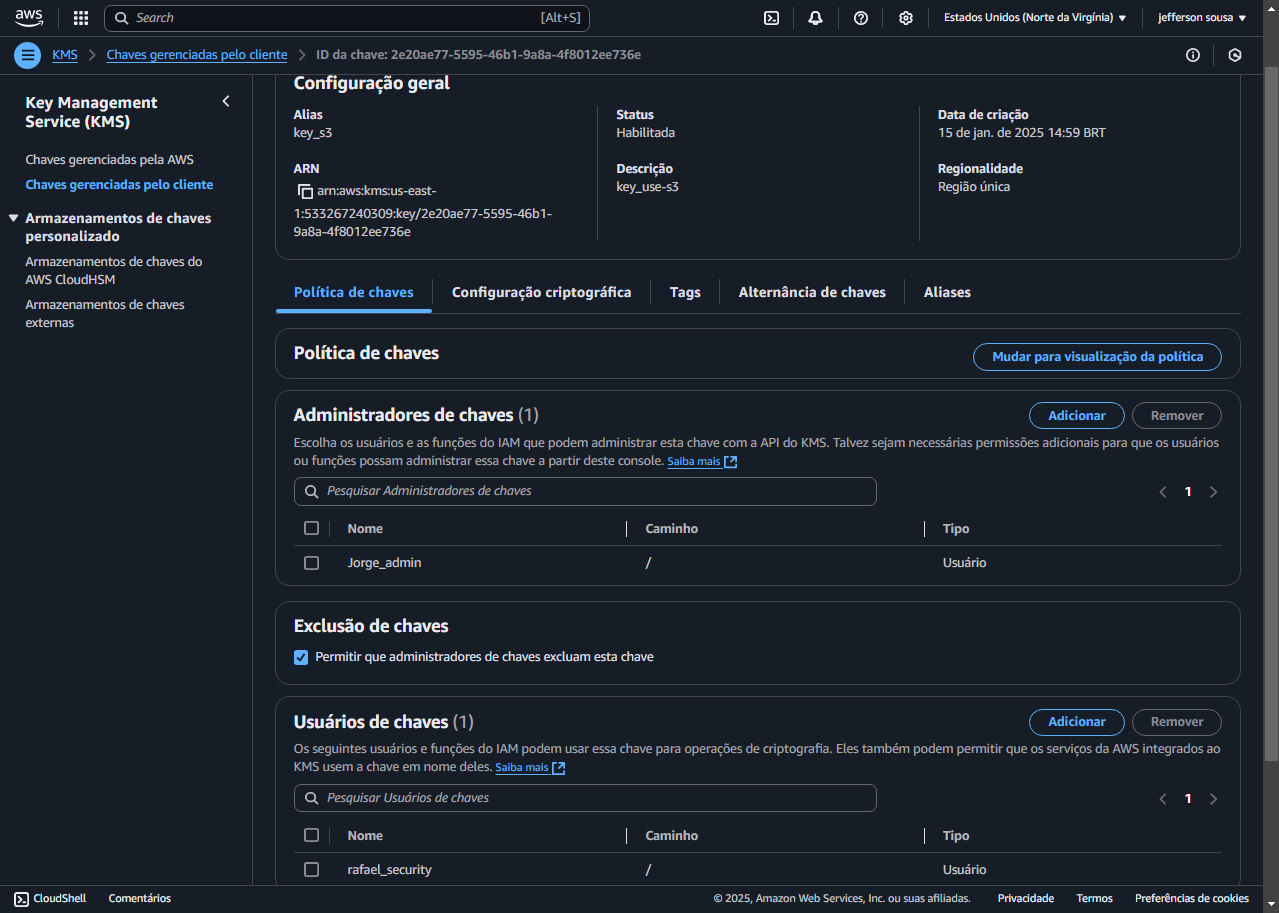 aws
Search [Alt+S]
Estados Unidos (Norte da Virgínia)
jefferson sousa
KMS
Chaves gerenciadas pelo cliente
ID da chave: 2e20ae77-5595-46b1-9a8a-4f8012ee736e
Key Management
Service (KMS)
Chaves gerenciadas pela AWS
Chaves gerenciadas pelo cliente
Armazenamentos de chaves
personalizado
Armazenamentos de chaves do
AWS CloudHSM
Armazenamentos de chaves
externas
Configuração geral
Alias
key_s3
ARN
arn:aws:kms:us-east-
1:533267240309:key/2e20ae77-5595-46b1-
9a8a-4f8012ee736e
Status
Habilitada
Descrição
key_use-s3
Data de criação
15 de jan. de 2025 14:59 BRT
Regionalidade
Região única
Política de chaves
Configuração criptográfica
Tags
Alternância de chaves
Aliases
Política de chaves
Mudar para visualização da política
Administradores de chaves (1)
Adicionar
Remover
Escolha os usuários e as funções do IAM que podem administrar esta chave com a API do KMS. Talvez sejam necessárias permissões adicionais para que os usuários
ou funções possam administrar essa chave a partir deste console. Saiba mais
Pesquisar Administradores de chaves
1
Nome Caminho Tipo
Jorge_admin / Usuário
Exclusão de chaves
Permitir que administradores de chaves excluam esta chave
Usuários de chaves (1)
Adicionar
Remover
Os seguintes usuários e funções do IAM podem usar essa chave para operações de criptografia. Eles também podem permitir que os serviços da AWS integrados ao
KMS usem a chave em nome deles. Saiba mais
Pesquisar Usuários de chaves
1
Nome Caminho Tipo
rafael_security / Usuário
CloudShell
Comentários
© 2025, Amazon Web Services, Inc. ou suas afiliadas.
Privacidade
Termos
Preferências de cookies